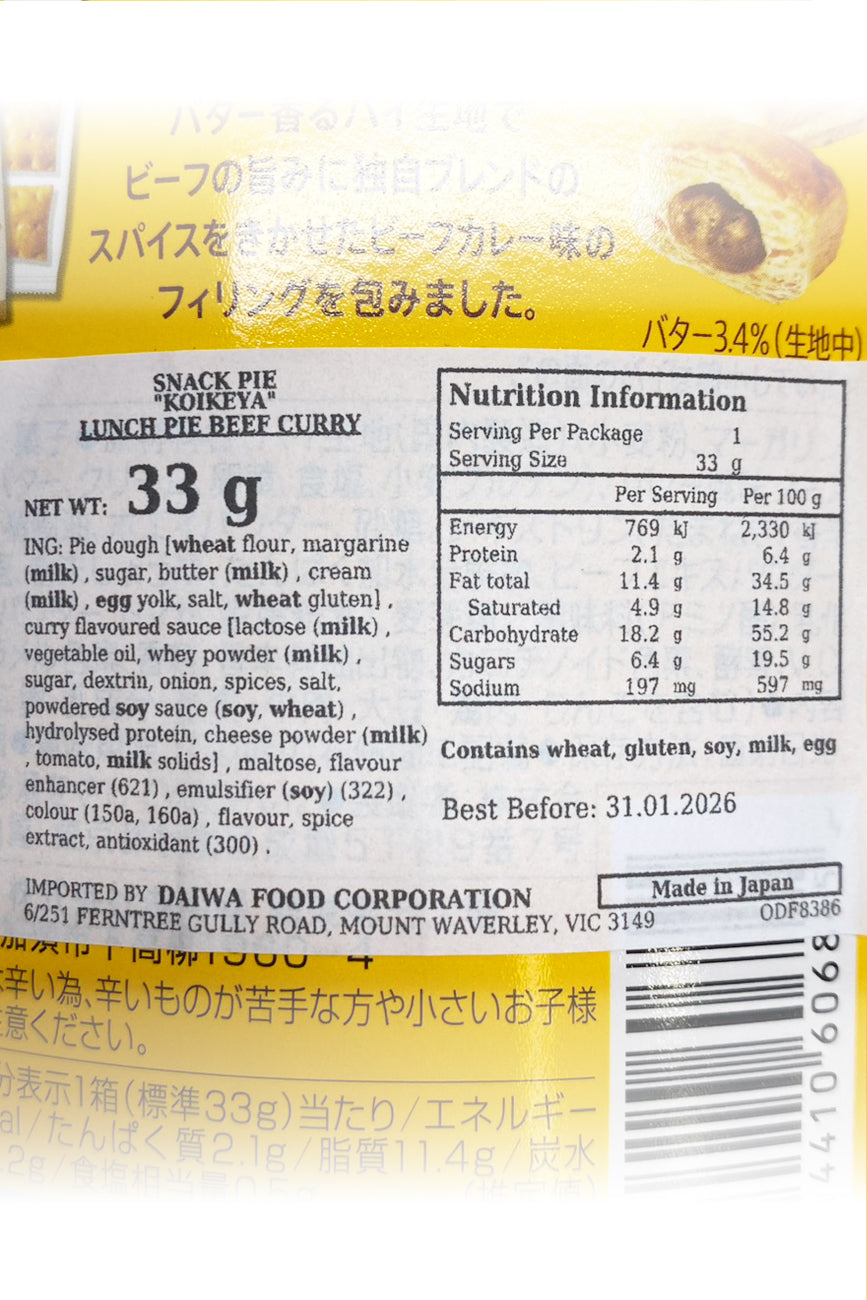 バター香るパイ生地で
ビーフの旨みに独自ブレンドの
スパイスをきかせたビーフカレー味の
フィリングを包みました。
バター3.4%(生地中)
SNACK PIE
"KOIKEYA"
LUNCH PIE BEEF CURRY
NET WT: 33 g
ING: Pie dough [wheat flour, margarine
(milk) , sugar, butter (milk) , cream
(milk) , egg yolk, salt, wheat gluten] ,
curry flavoured sauce [lactose (milk) ,
vegetable oil, whey powder (milk) ,
sugar, dextrin, onion, spices, salt,
powdered soy sauce (soy, wheat) ,
hydrolysed protein, cheese powder (milk)
, tomato, milk solids] , maltose, flavour
enhancer (621) , emulsifier (soy) (322) ,
colour (150a, 160a) , flavour, spice
extract, antioxidant (300) .
Nutrition Information
Serving Per Package 1
Serving Size 33 g
Per Serving Per 100 g
Energy 769 kJ 2,330 kJ
Protein 2.1 g 6.4 g
Fat total 11.4 g 34.5 g
Saturated 4.9 g 14.8 g
Carbohydrate 18.2 g 55.2 g
Sugars 6.4 g 19.5 g
Sodium 197 mg 597 mg
Contains wheat, gluten, soy, milk, egg
Best Before: 31.01.2026
IMPORTED BY DAIWA FOOD CORPORATION
6/251 FERNTREE GULLY ROAD, MOUNT WAVERLEY, VIC 3149
Made in Japan
ODF8386
辛い為、辛いものが苦手な方や小さいお子様
意ください。
分表示1箱(標準33g)当たり/エネルギー
al/たんぱく質2.1g/脂質11.4g/炭水
.2g/食塩相当量0.5g (推定値)